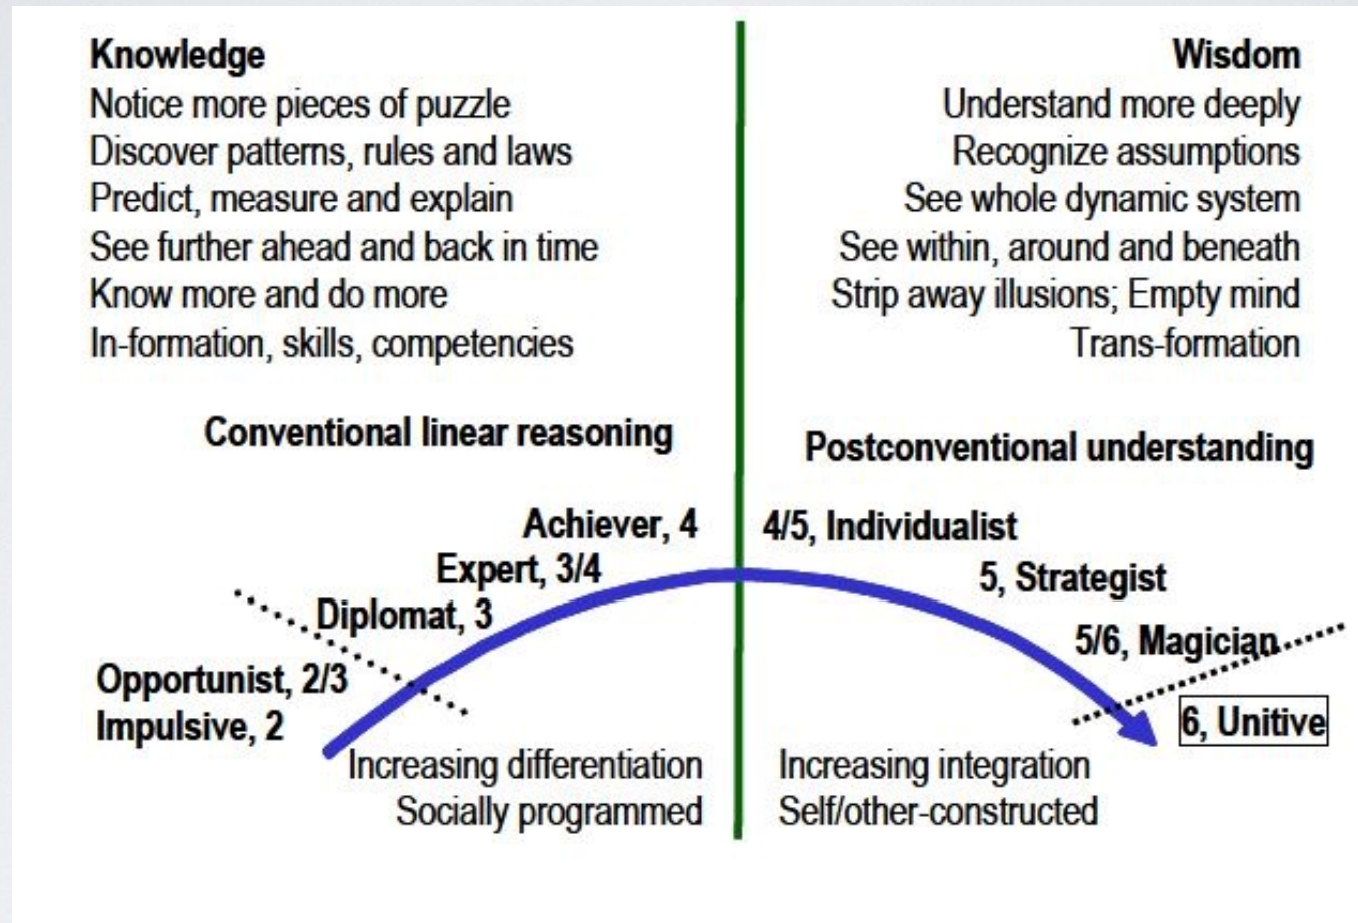 Knowledge
Notice more pieces of puzzle
Discover patterns, rules and laws
Predict, measure and explain
See further ahead and back in time
Know more and do more
In-formation, skills, competencies
Wisdom
Understand more deeply
Recognize assumptions
See whole dynamic system
See within, around and beneath
Strip away illusions; Empty mind
Trans-formation
Conventional linear reasoning
Postconventional understanding
Achiever, 4
Expert, 3/4
Diplomat, 3
Opportunist, 2/3
Impulsive, 2
4/5, Individualist
5, Strategist
5/6, Magician
6, Unitive
Increasing differentiation
Socially programmed
Increasing integration
Self/other-constructed